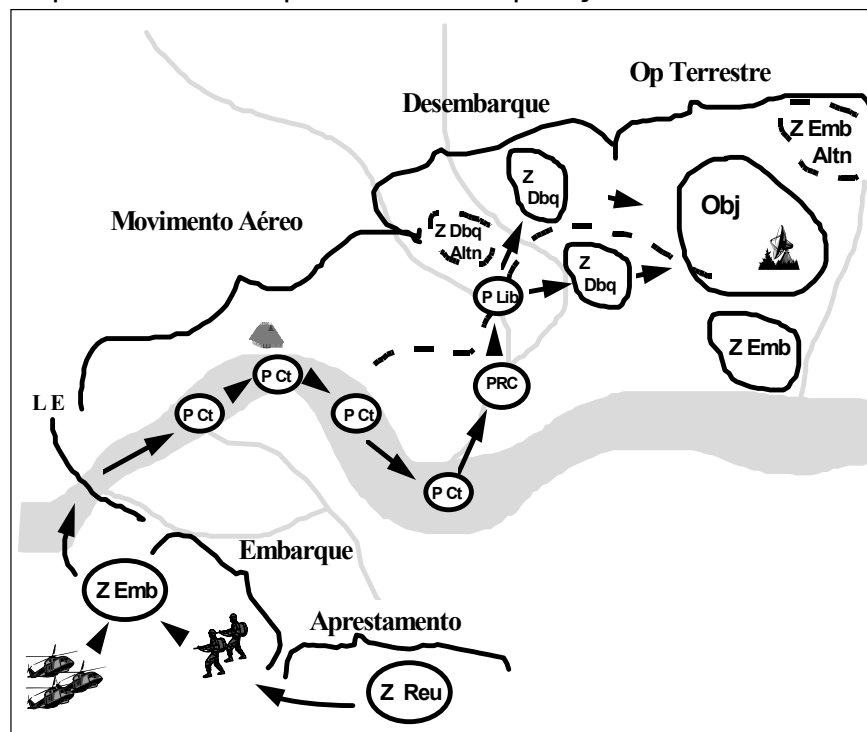 Op Terrestre
Desembarque
Z Emb
Altn
Z
Dbq
Obj
Movimento Aéreo
Z Dbq
Altn
Z
Dbq
P Lib
Z Emb
P Ct
PRC
L E
P Ct
P Ct
P Ct
Embarque
Z Emb
Aprestamento
Z Reu